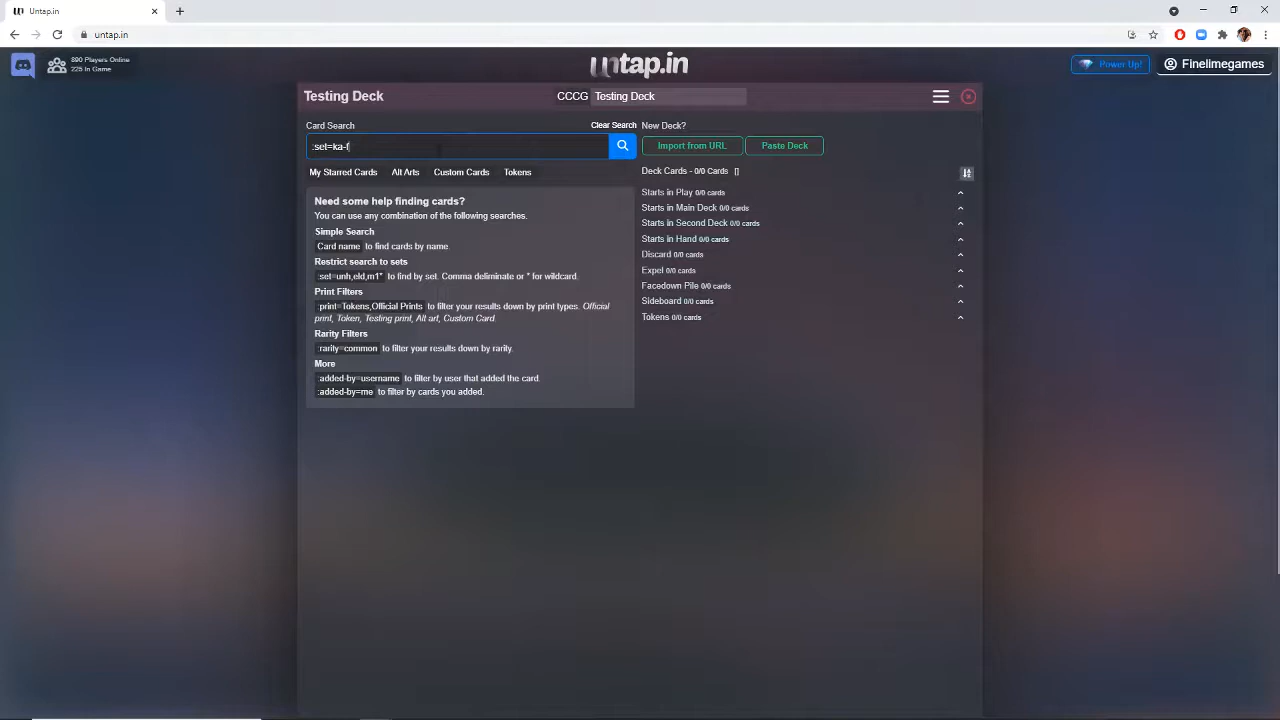 Untap.in
untap.in
890 Players Online
225 In Game
untap.in
Power Up!
Finelimegames
Testing Deck
CCCG
Testing Deck
Card Search
Clear Search
New Deck?
:set=ka-f
Import from URL
Paste Deck
My Starred Cards
Alt Arts
Custom Cards
Tokens
Deck Cards - 0/0 Cards []
Starts in Play 0/0 cards
Starts in Main Deck 0/0 cards
Starts in Second Deck 0/0 cards
Starts in Hand 0/0 cards
Discard 0/0 cards
Expel 0/0 cards
Facedown Pile 0/0 cards
Sideboard 0/0 cards
Tokens 0/0 cards
Need some help finding cards?
You can use any combination of the following searches.
Simple Search
Card name to find cards by name.
Restrict search to sets
:set=unh,eld,m1* to find by set. Comma deliminate or * for wildcard.
Print Filters
:print=Tokens,Official Prints to filter your results down by print types. Official
print, Token, Testing print, Alt art, Custom Card.
Rarity Filters
:rarity=common to filter your results down by rarity.
More
:added-by=username to filter by user that added the card.
:added-by=me to filter by cards you added.